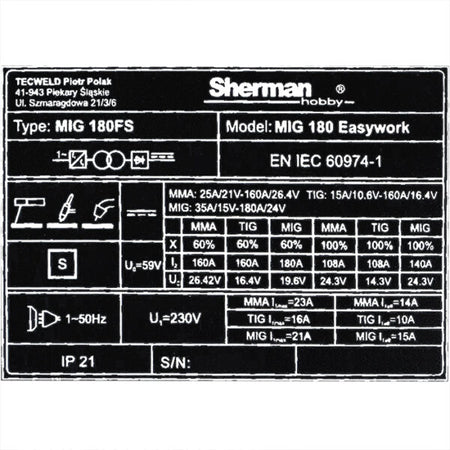 TECWELD Piotr Polak
41-943 Piekary Śląskie
Ul. Szmaragdowa 21/3/6
Sherman ®
hobby
Type: MIG 180FS
Model: MIG 180 Easywork
EN IEC 60974-1
MMA: 25A/21V-160A/26.4V TIG: 15A/10.6V-160A/16.4V
MIG: 35A/15V-180A/24V
MMA TIG MIG MMA TIG MIG
X 60% 60% 60% 100% 100% 100%
I₂ 160A 160A 180A 108A 108A 140A
U₂ 26.42V 16.4V 19.6V 24.3V 14.3V 24.3V
S
U₀=59V
1~50Hz
U₁=230V
MMA I₁max=23A MMA I₁eff=14A
TIG I₁max=16A TIG I₁eff=10A
MIG I₁max=21A MIG I₁eff=15A
IP 21
S/N: